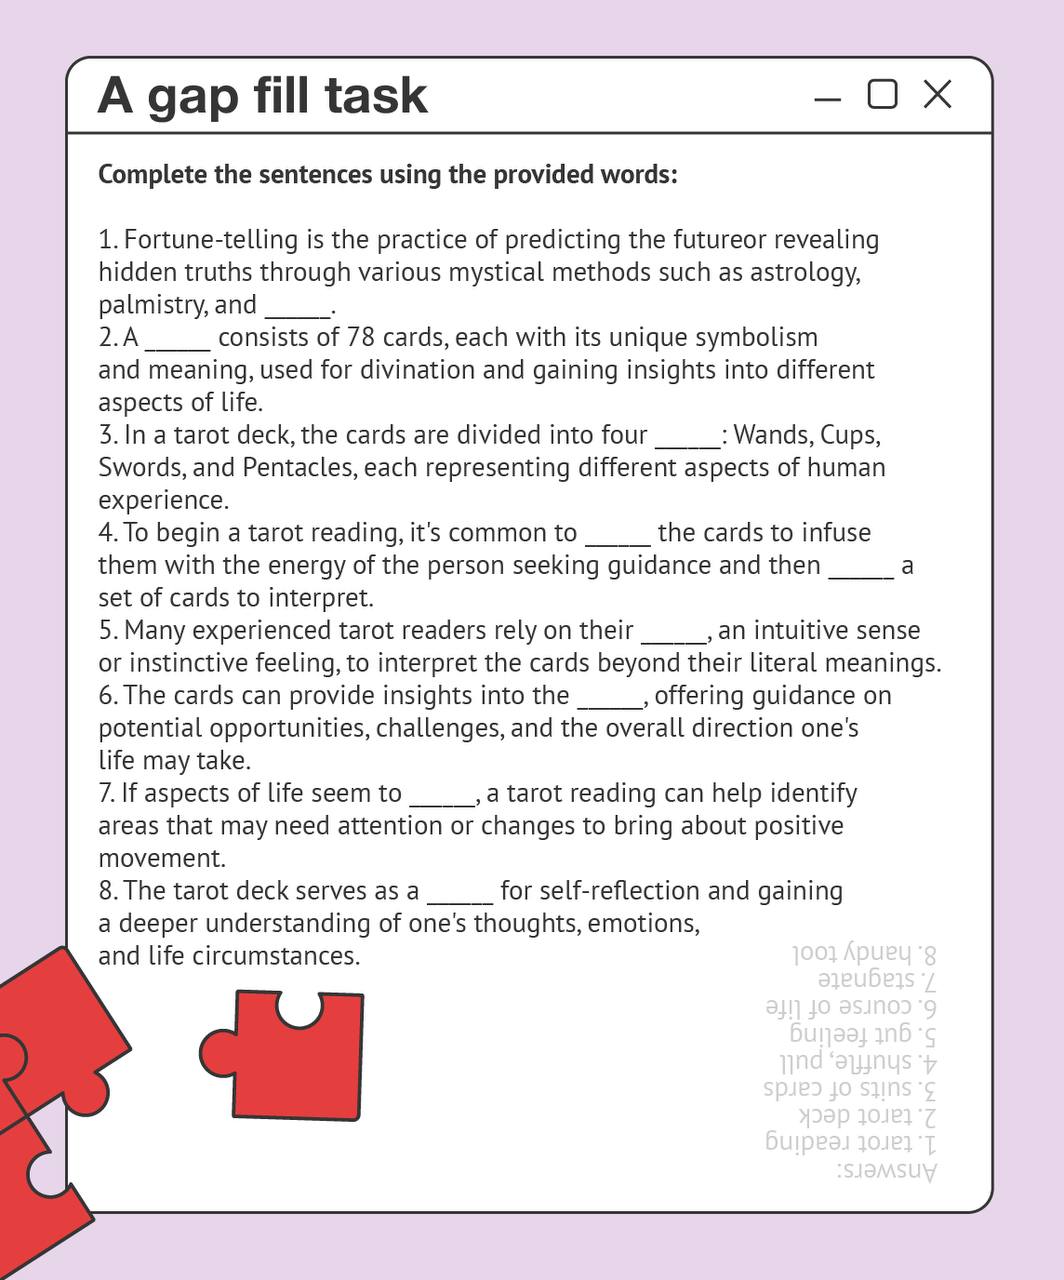 A gap fill task
Complete the sentences using the provided words:
1. Fortune-telling is the practice of predicting the futureor revealing
hidden truths through various mystical methods such as astrology,
palmistry, and ______.
2. A ______ consists of 78 cards, each with its unique symbolism
and meaning, used for divination and gaining insights into different
aspects of life.
3. In a tarot deck, the cards are divided into four ______: Wands, Cups,
Swords, and Pentacles, each representing different aspects of human
experience.
4. To begin a tarot reading, it's common to ______ the cards to infuse
them with the energy of the person seeking guidance and then ______ a
set of cards to interpret.
5. Many experienced tarot readers rely on their ______, an intuitive sense
or instinctive feeling, to interpret the cards beyond their literal meanings.
6. The cards can provide insights into the ______, offering guidance on
potential opportunities, challenges, and the overall direction one's
life may take.
7. If aspects of life seem to ______, a tarot reading can help identify
areas that may need attention or changes to bring about positive
movement.
8. The tarot deck serves as a ______ for self-reflection and gaining
a deeper understanding of one's thoughts, emotions,
and life circumstances.
Answers:
1. tarot reading
2. tarot deck
3. suits of cards
4. shuffle, pull
5. gut feeling
6. course of life
7. stagnate
8. handy tool